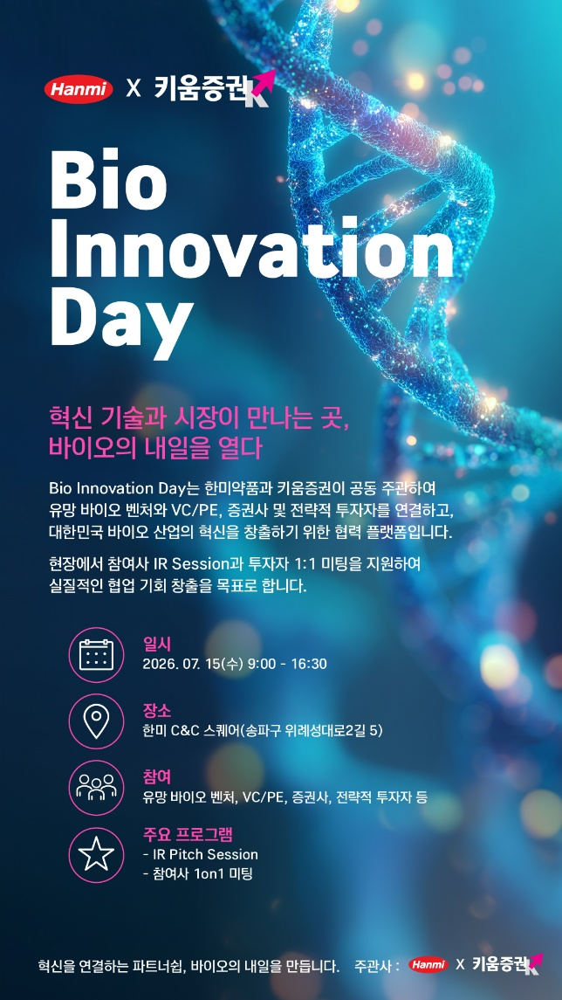 Hanmi X 키움증권
Bio
Innovation
Day
혁신 기술과 시장이 만나는 곳,
바이오의 내일을 열다
Bio Innovation Day는 한미약품과 키움증권이 공동 주관하여
유망 바이오 벤처와 VC/PE, 증권사 및 전략적 투자자를 연결하고,
대한민국 바이오 산업의 혁신을 창출하기 위한 협력 플랫폼입니다.
현장에서 참여사 IR Session과 투자자 1:1 미팅을 지원하여
실질적인 협업 기회 창출을 목표로 합니다.
일시
2026. 07. 15(수) 9:00 - 16:30
장소
한미 C&C 스퀘어(송파구 위례성대로2길 5)
참여
유망 바이오 벤처, VC/PE, 증권사, 전략적 투자자 등
주요 프로그램
- IR Pitch Session
- 참여사 1on1 미팅
혁신을 연결하는 파트너쉽, 바이오의 내일을 만듭니다. 주관사 : Hanmi X 키움증권